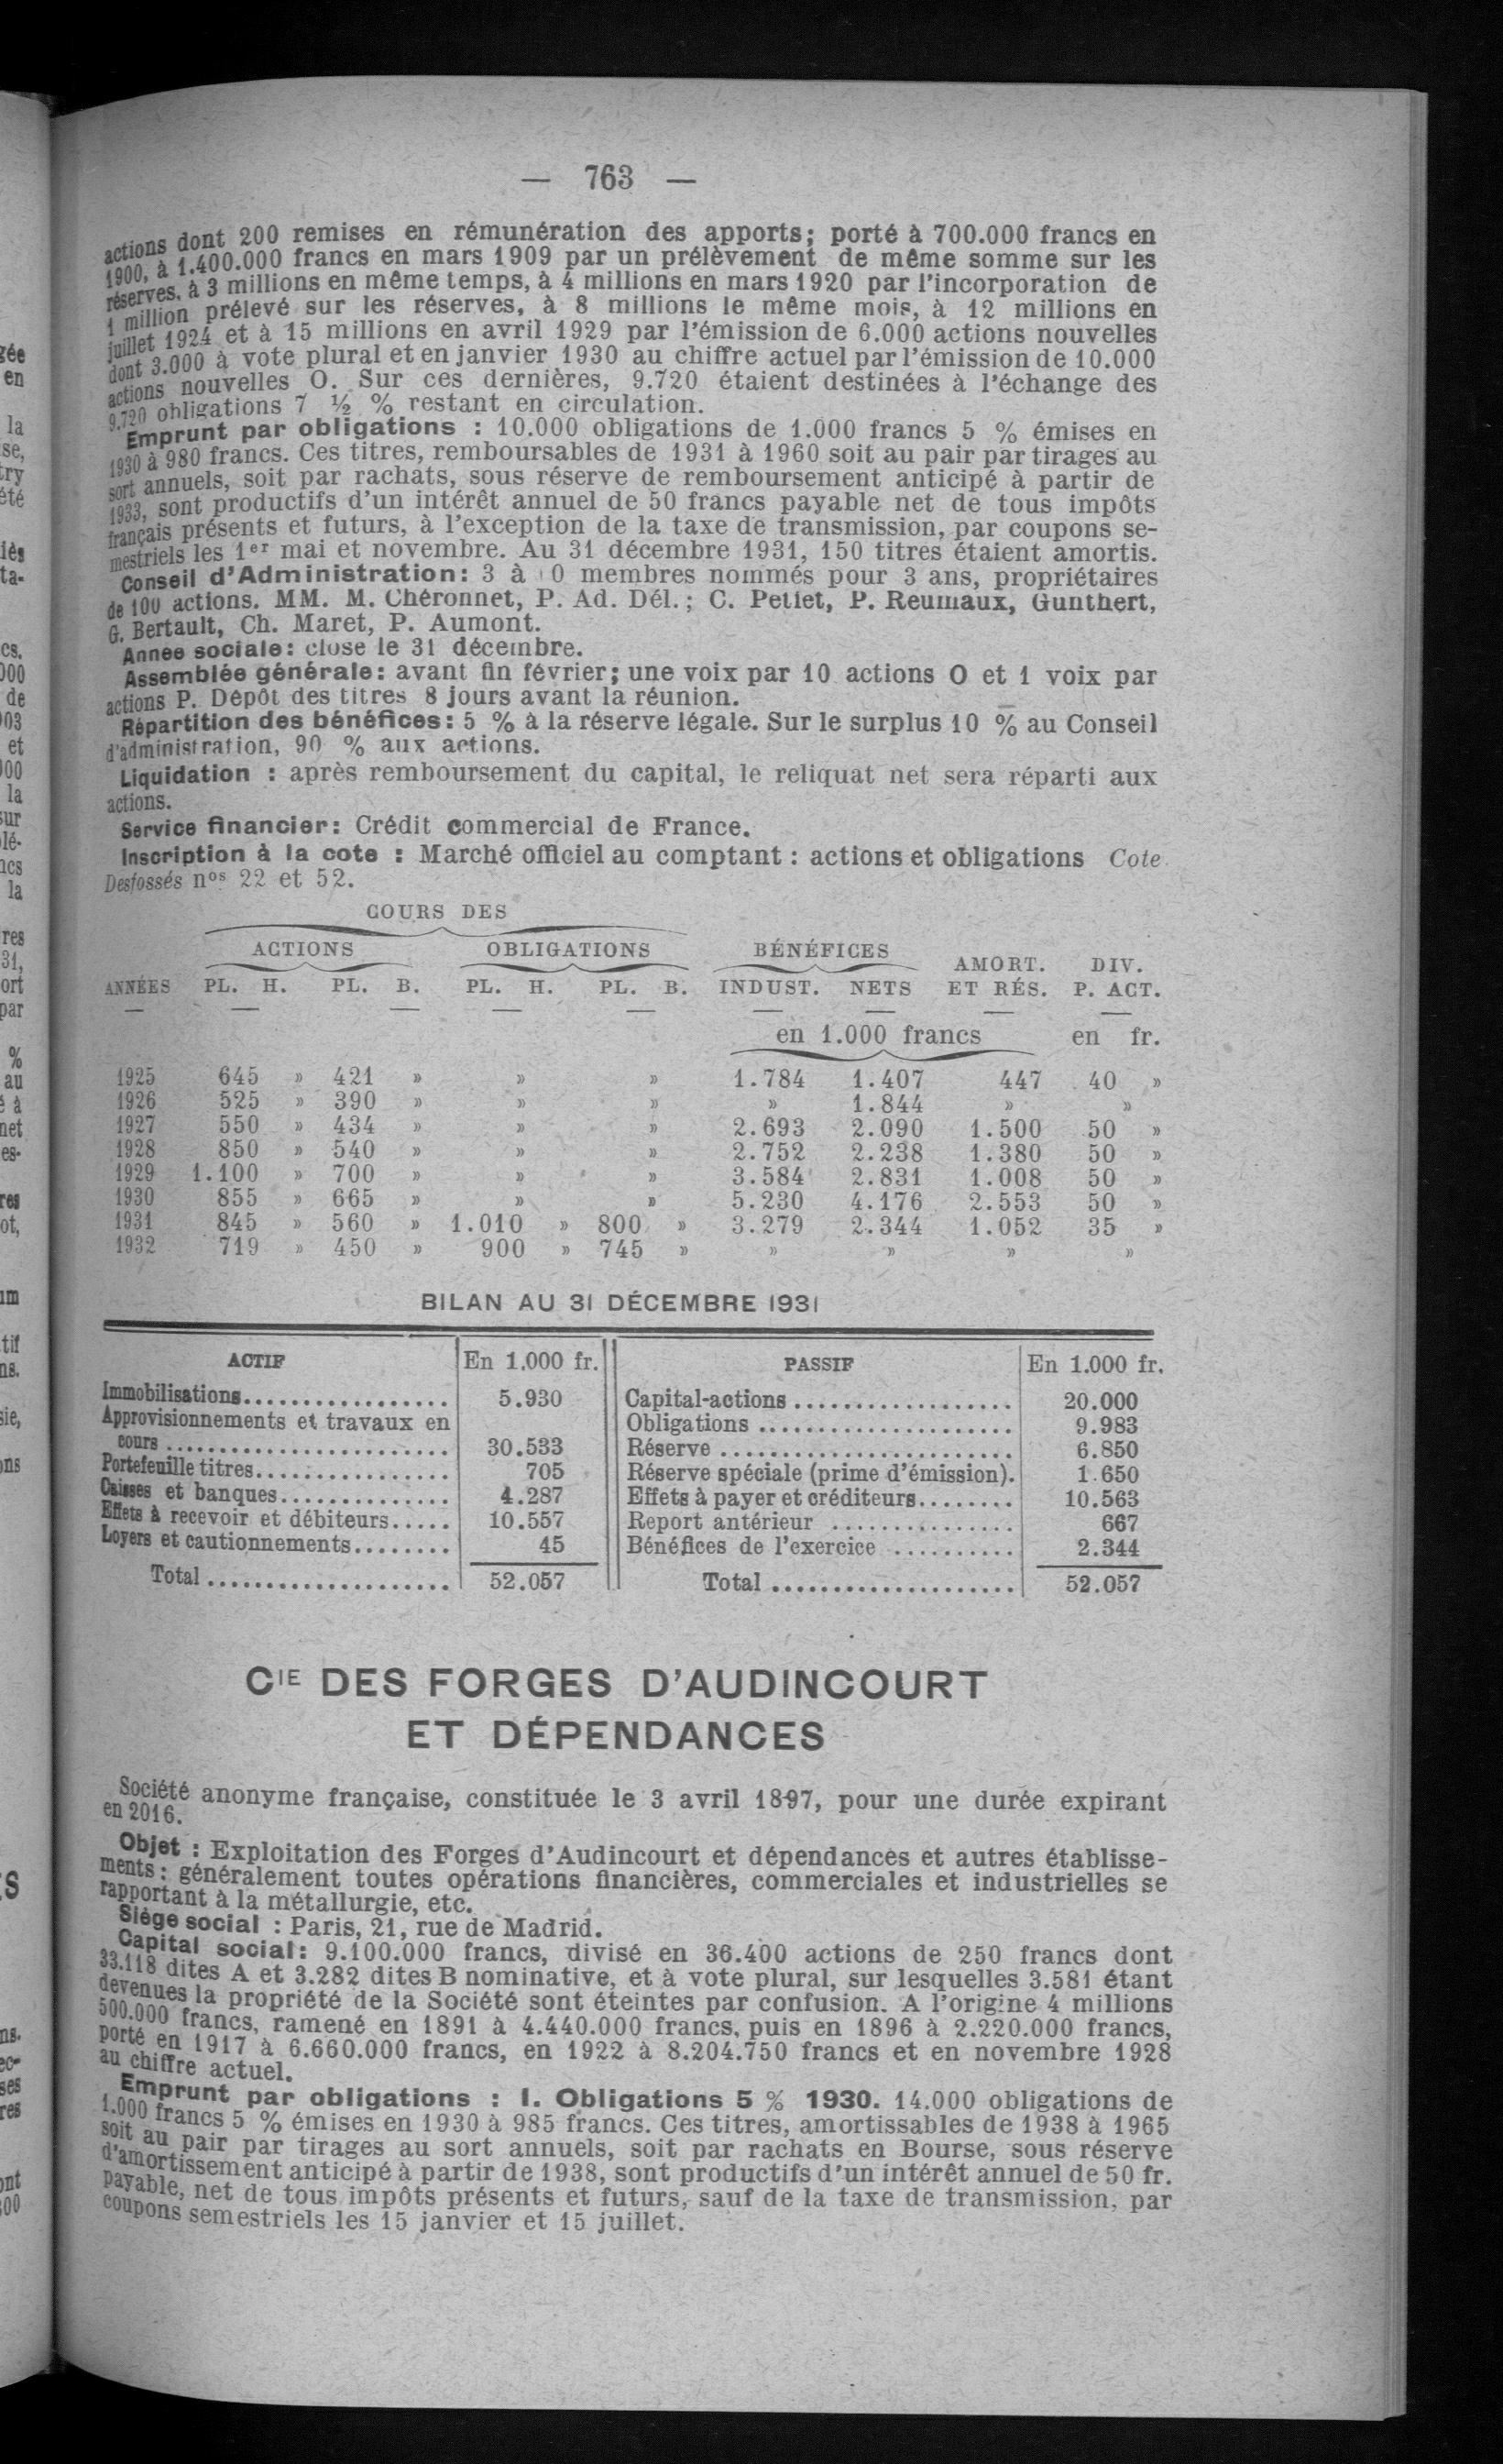 — 763 —
actions dont 200 remises en rémunération des apports; porté à 700.000 francs en
1900, à 1.400.000 francs en mars 1909 par un prélèvement de même somme sur les
réserves, à 3 millions en même temps, à 4 millions en mars 1920 par l'incorporation de
1 million prélevé sur les réserves, à 8 millions le même mois, à 12 millions en
juillet 1924 et à 15 millions en avril 1929 par l'émission de 6.000 actions nouvelles
dont 3.000 à vote plural et en janvier 1930 au chiffre actuel par l'émission de 10.000
actions nouvelles O. Sur ces dernières, 9.720 étaient destinées à l'échange des
9.720 obligations 7 ½ % restant en circulation.
Emprunt par obligations : 10.000 obligations de 1.000 francs 5 % émises en
1930 à 980 francs. Ces titres, remboursables de 1931 à 1960 soit au pair par tirages au
sort annuels, soit par rachats, sous réserve de remboursement anticipé à partir de
1933, sont productifs d'un intérêt annuel de 50 francs payable net de tous impôts
français présents et futurs, à l'exception de la taxe de transmission, par coupons se-
mestriels les 1er mai et novembre. Au 31 décembre 1931, 150 titres étaient amortis.
Conseil d'Administration: 3 à 10 membres nommés pour 3 ans, propriétaires
de 100 actions. MM. M. Chéronnet, P. Ad. Dél.; C. Petiet, P. Reumaux, Gunthert,
G. Bertault, Ch. Maret, P. Aumont.
Année sociale: close le 31 décembre.
Assemblée générale: avant fin février; une voix par 10 actions O et 1 voix par
actions P. Dépôt des titres 8 jours avant la réunion.
Répartition des bénéfices: 5 % à la réserve légale. Sur le surplus 10 % au Conseil
d'administration, 90 % aux actions.
Liquidation : après remboursement du capital, le reliquat net sera réparti aux
actions.
Service financier: Crédit commercial de France.
Inscription à la cote : Marché officiel au comptant : actions et obligations Cote
Desfossés nos 22 et 52.
COURS DES
ACTIONS OBLIGATIONS BÉNÉFICES AMORT. DIV.
ANNÉES PL. H. PL. B. PL. H. PL. B. INDUST. NETS ET RÉS. P. ACT.
en 1.000 francs en fr.
1925 645 » 421 » » » 1.784 1.407 447 40 »
1926 525 » 390 » » » » 1.844 » »
1927 550 » 434 » » » 2.693 2.090 1.500 50 »
1928 850 » 540 » » » 2.752 2.238 1.380 50 »
1929 1.100 » 700 » » » 3.584 2.831 1.008 50 »
1930 855 » 665 » » » 5.230 4.176 2.553 50 »
1931 845 » 560 » 1.010 » 800 » 3.279 2.344 1.052 35 »
1932 719 » 450 » 900 » 745 » » » » »
BILAN AU 31 DÉCEMBRE 1931
ACTIF En 1.000 fr. PASSIF En 1.000 fr.
Immobilisations................. 5.930 Capital-actions .................. 20.000
Approvisionnements et travaux en Obligations ..................... 9.983
cours ........................ 30.533 Réserve ........................ 6.850
Portefeuille titres................ 705 Réserve spéciale (prime d'émission). 1.650
Caisses et banques.............. 4.287 Effets à payer et créditeurs........ 10.563
Effets à recevoir et débiteurs..... 10.557 Report antérieur ............... 667
Loyers et cautionnements........ 45 Bénéfices de l'exercice .......... 2.344
Total .................... 52.057 Total .................... 52.057
CIE DES FORGES D'AUDINCOURT
ET DÉPENDANCES
Société anonyme française, constituée le 3 avril 1897, pour une durée expirant
en 2016.
Objet : Exploitation des Forges d'Audincourt et dépendances et autres établisse-
ments: généralement toutes opérations financières, commerciales et industrielles se
rapportant à la métallurgie, etc.
Siège social : Paris, 21, rue de Madrid.
Capital social: 9.100.000 francs, divisé en 36.400 actions de 250 francs dont
33.118 dites A et 3.282 dites B nominative, et à vote plural, sur lesquelles 3.581 étant
devenues la propriété de la Société sont éteintes par confusion. A l'origine 4 millions
500.000 francs, ramené en 1891 à 4.440.000 francs, puis en 1896 à 2.220.000 francs,
porté en 1917 à 6.660.000 francs, en 1922 à 8.204.750 francs et en novembre 1928
au chiffre actuel.
Emprunt par obligations : I. Obligations 5 % 1930. 14.000 obligations de
1.000 francs 5 % émises en 1930 à 985 francs. Ces titres, amortissables de 1938 à 1965
soit au pair par tirages au sort annuels, soit par rachats en Bourse, sous réserve
d'amortissement anticipé à partir de 1938, sont productifs d'un intérêt annuel de 50 fr.
payable, net de tous impôts présents et futurs, sauf de la taxe de transmission, par
coupons semestriels les 15 janvier et 15 juillet.